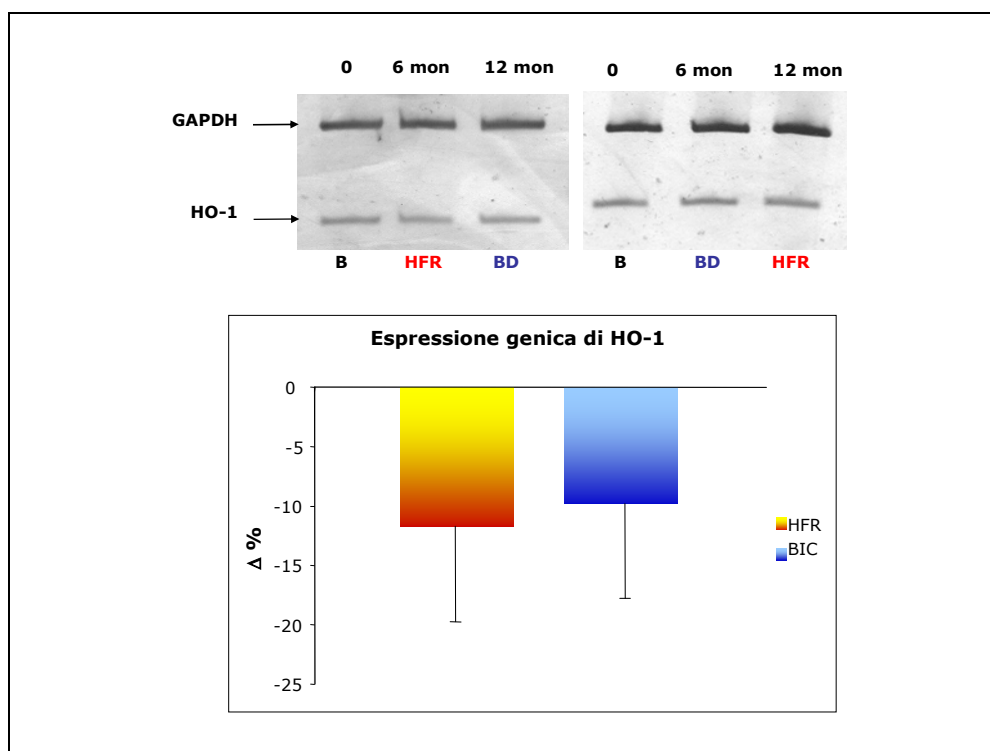 0 6 mon 12 mon 0 6 mon 12 mon
GAPDH
HO-1
B HFR BD B BD HFR
Espressione genica di HO-1
0
-5
-10
-15
-20
-25
Δ %
HFR
BIC